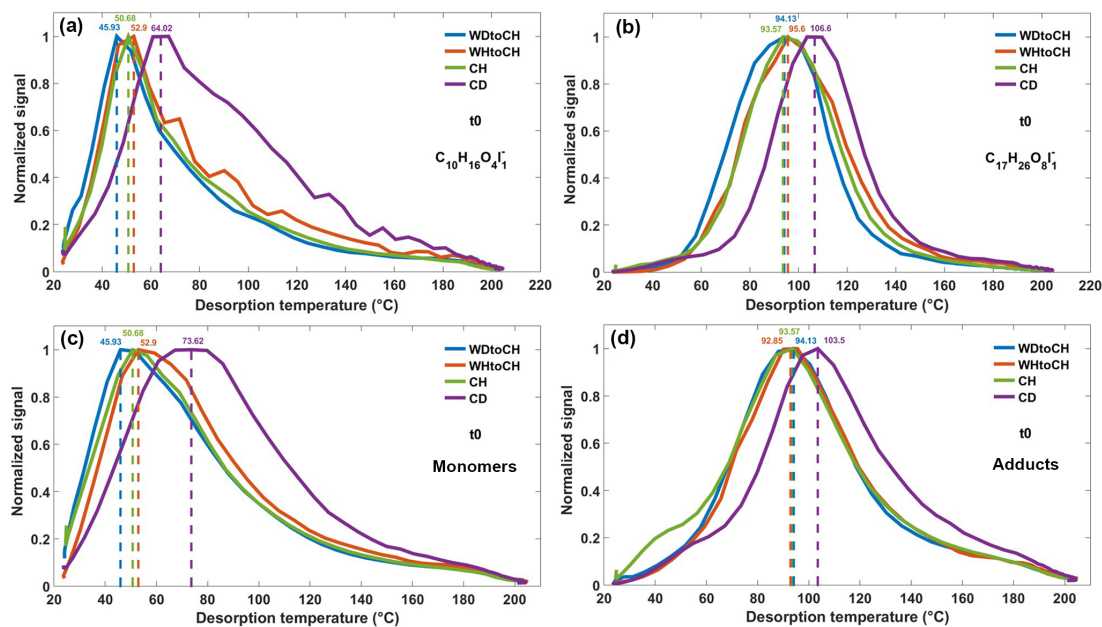 (a)
50.68
45.93 52.9 64.02
WDtoCH
WHtoCH
CH
CD
t0
C10H16O4I1-
Normalized signal
1
0.8
0.6
0.4
0.2
0
20 40 60 80 100 120 140 160 180 200 220
Desorption temperature (°C)
(b)
94.13
93.57 95.6 106.6
WDtoCH
WHtoCH
CH
CD
t0
C17H26O8I1-
Normalized signal
1
0.8
0.6
0.4
0.2
0
20 40 60 80 100 120 140 160 180 200 220
Desorption temperature (°C)
(c)
50.68
45.93 52.9 73.62
WDtoCH
WHtoCH
CH
CD
t0
Monomers
Normalized signal
1
0.8
0.6
0.4
0.2
0
20 40 60 80 100 120 140 160 180 200
Desorption temperature (°C)
(d)
93.57
92.85 94.13 103.5
WDtoCH
WHtoCH
CH
CD
t0
Adducts
Normalized signal
1
0.8
0.6
0.4
0.2
0
20 40 60 80 100 120 140 160 180 200
Desorption temperature (°C)